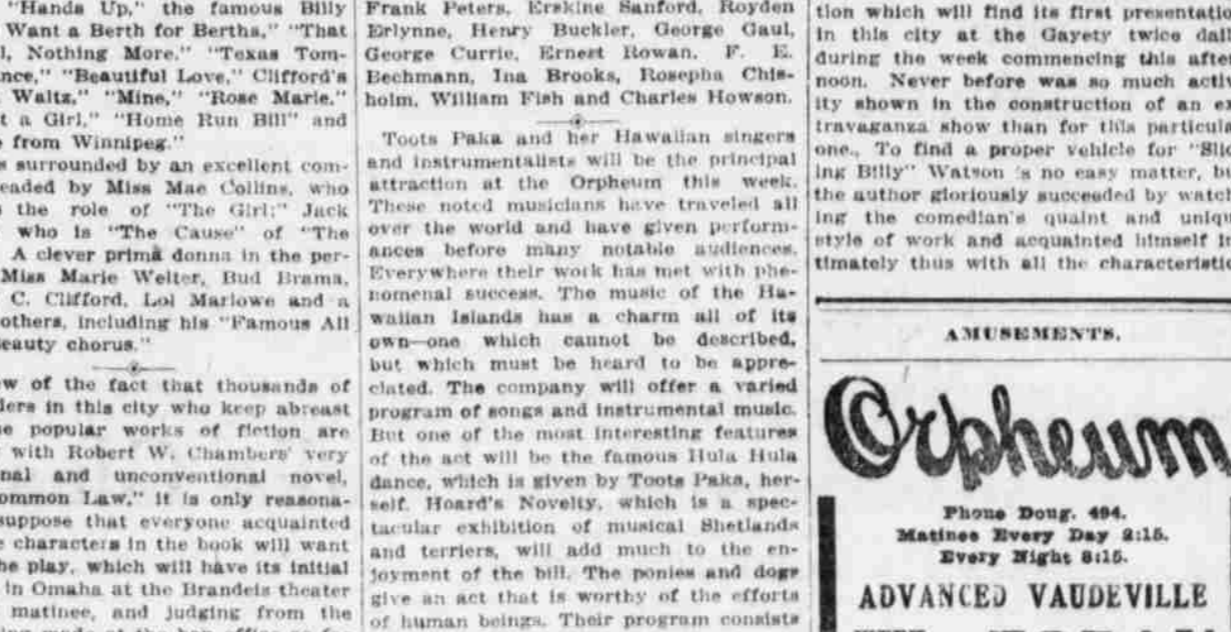 "Hands Up," the famous Billy
Want a Berth for Bertha," "That
Nothing More." "Texas Tom-
"Beautiful Love," Clifford's
Waltz," "Mine," "Rose Marie."
a Girl," "Home Run Bill" and
from Winnipeg."
surrounded by an excellent com-
headed by Miss Mae Collins, who
the role of "The Girl;" Jack
who is "The Cause" of "The
A clever prima donna in the per-
Miss Marie Welter, Bud Brama,
C. Clifford, Lol Marlowe and a
others, including his "Famous All
Beauty chorus."
of the fact that thousands of
in this city who keep abreast
popular works of fiction are
with Robert W. Chambers' very
and unconventional novel,
Common Law," it is only reasona-
suppose that everyone acquainted
characters in the book will want
the play, which will have its initial
in Omaha at the Brandeis theater
matinee, and judging from the
made at the box office
Frank Peters, Erskine Sanford, Royden
Erlynne, Henry Buckler, George Gaul,
George Currie, Ernest Rowan, F. E.
Bechmann, Ina Brooks, Rosepha Chis-
holm, William Fish and Charles Howson.
Toots Paka and her Hawaiian singers
and instrumentalists will be the principal
attraction at the Orpheum this week.
These noted musicians have traveled all
over the world and have given perform-
ances before many notable audiences.
Everywhere their work has met with phe-
nomenal success. The music of the Ha-
waiian Islands has a charm all of its
own—one which cannot be described,
but which must be heard to be appre-
ciated. The company will offer a varied
program of songs and instrumental music.
But one of the most interesting features
of the act will be the famous Hula Hula
dance, which is given by Toots Paka, her-
self. Hoard's Novelty, which is a spec-
tacular exhibition of musical Shetlands
and terriers, will add much to the en-
joyment of the bill. The ponies and dogs
give an act that is worthy of the efforts
of human beings. Their program consists
tion which will find its first presentatio
in this city at the Gayety twice dail
during the week commencing this after
noon. Never before was so much activ
ity shown in the construction of an ex
travaganza show than for this particula
one., To find a proper vehicle for "Slid
ing Billy" Watson is no easy matter, bu
the author gloriously succeeded by watch
ing the comedian's quaint and uniqu
style of work and acquainted himself in
timately thus with all the characteristic
AMUSEMENTS.
Orpheum
Phone Doug. 494.
Matinee Every Day 2:15.
Every Night 8:15.
ADVANCED VAUDEVILLE